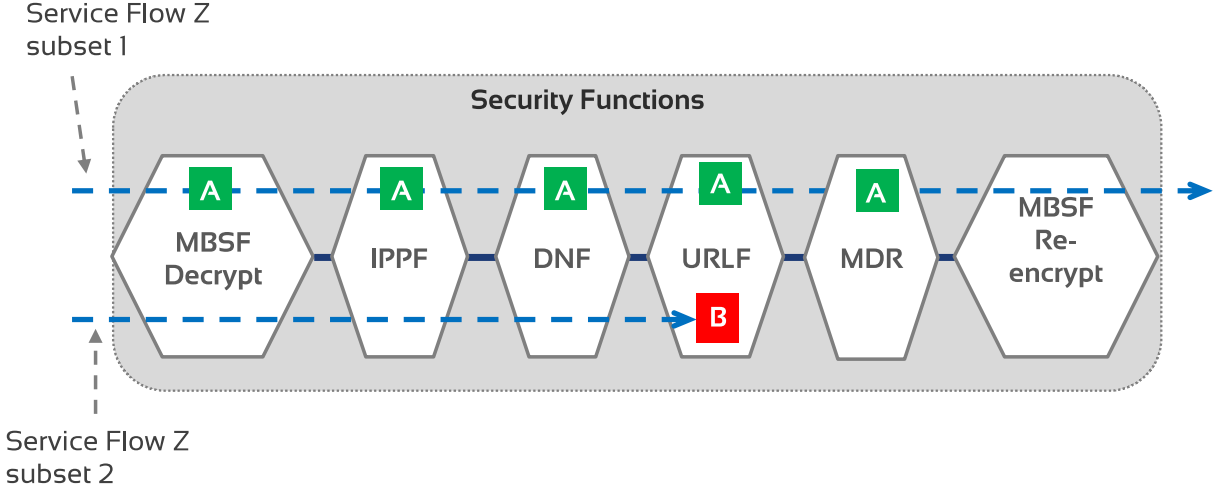 Service Flow Z
subset 1
Security Functions
A
A
A
A
A
MBSF
Decrypt
IPPF
DNF
URLF
MDR
MBSF
Re-
encrypt
B
Service Flow Z
subset 2